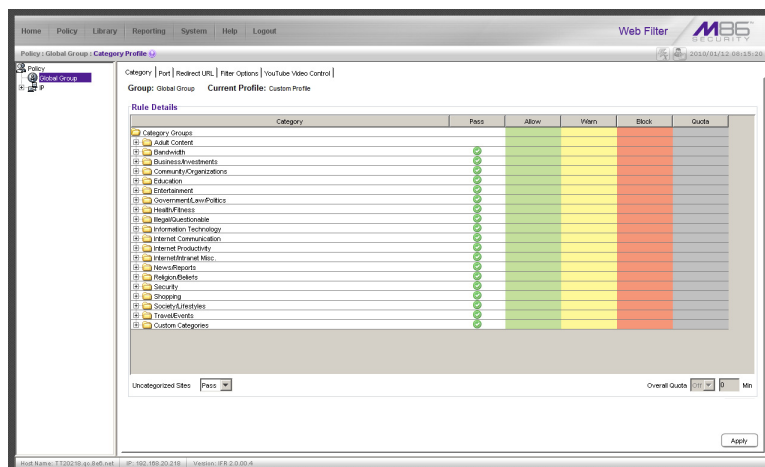 Home Policy Library Reporting System Help Logout
Web Filter
M86
SECURITY
Policy : Global Group : Category Profile ?
2010/01/12 08:15:20
Policy
Global Group
IP
Category Port Redirect URL Filter Options YouTube Video Control
Group: Global Group Current Profile: Custom Profile
Rule Details
Category Pass Allow Warn Block Quota
Category Groups
Adult Content
Bandwidth
Business/Investments
Community/Organizations
Education
Entertainment
Government/Law/Politics
Health/Fitness
Illegal/Questionable
Information Technology
Internet Communication
Internet Productivity
Internet/Intranet Misc.
News/Reports
Religion/Beliefs
Security
Shopping
Society/Lifestyles
Travel/Events
Custom Categories
Uncategorized Sites Pass
Overall Quota Off 0 Min
Apply
Host Name: TT20218.qc.8e6.net IP: 192.168.20.218 Version: IFR 2.0.00.4